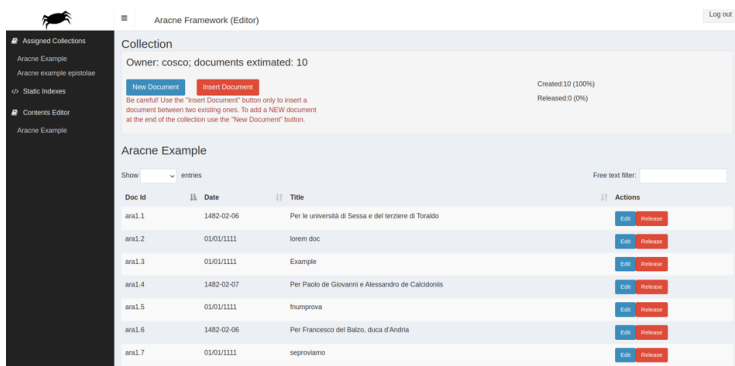 Aracne Framework (Editor)
Log out
Assigned Collections
Aracne Example
Aracne example epistolae
Static Indexes
Contents Editor
Aracne Example
Collection
Owner: cosco; documents extimated: 10
New Document
Insert Document
Be careful! Use the "Insert Document" button only to insert a
document between two existing ones. To add a NEW document
at the end of the collection use the "New Document" button.
Created:10 (100%)
Released:0 (0%)
Aracne Example
Show entries
Free text filter:
Doc Id Date Title Actions
ara1.1 1482-02-06 Per le università di Sessa e del terziere di Toraldo Edit Release
ara1.2 01/01/1111 lorem doc Edit Release
ara1.3 01/01/1111 Example Edit Release
ara1.4 1482-02-07 Per Paolo de Giovanni e Alessandro de Calcidoniis Edit Release
ara1.5 01/01/1111 fnumprova Edit Release
ara1.6 1482-02-06 Per Francesco del Balzo, duca d'Andria Edit Release
ara1.7 01/01/1111 seproviamo Edit Release